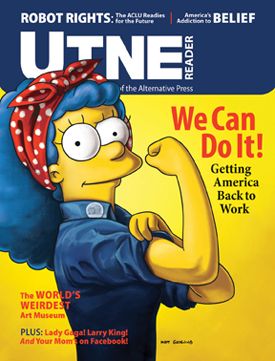 ROBOT RIGHTS. The ACLU Readies for the Future
America's Addiction to BELIEF
UTNE
READER
of the Alternative Press
We Can
Do It!
Getting
America
Back to
Work
The WORLD'S
WEIRDEST
Art Museum
PLUS: Lady Gaga! Larry King!
And Your Mom's on Facebook!
MATT GROENING